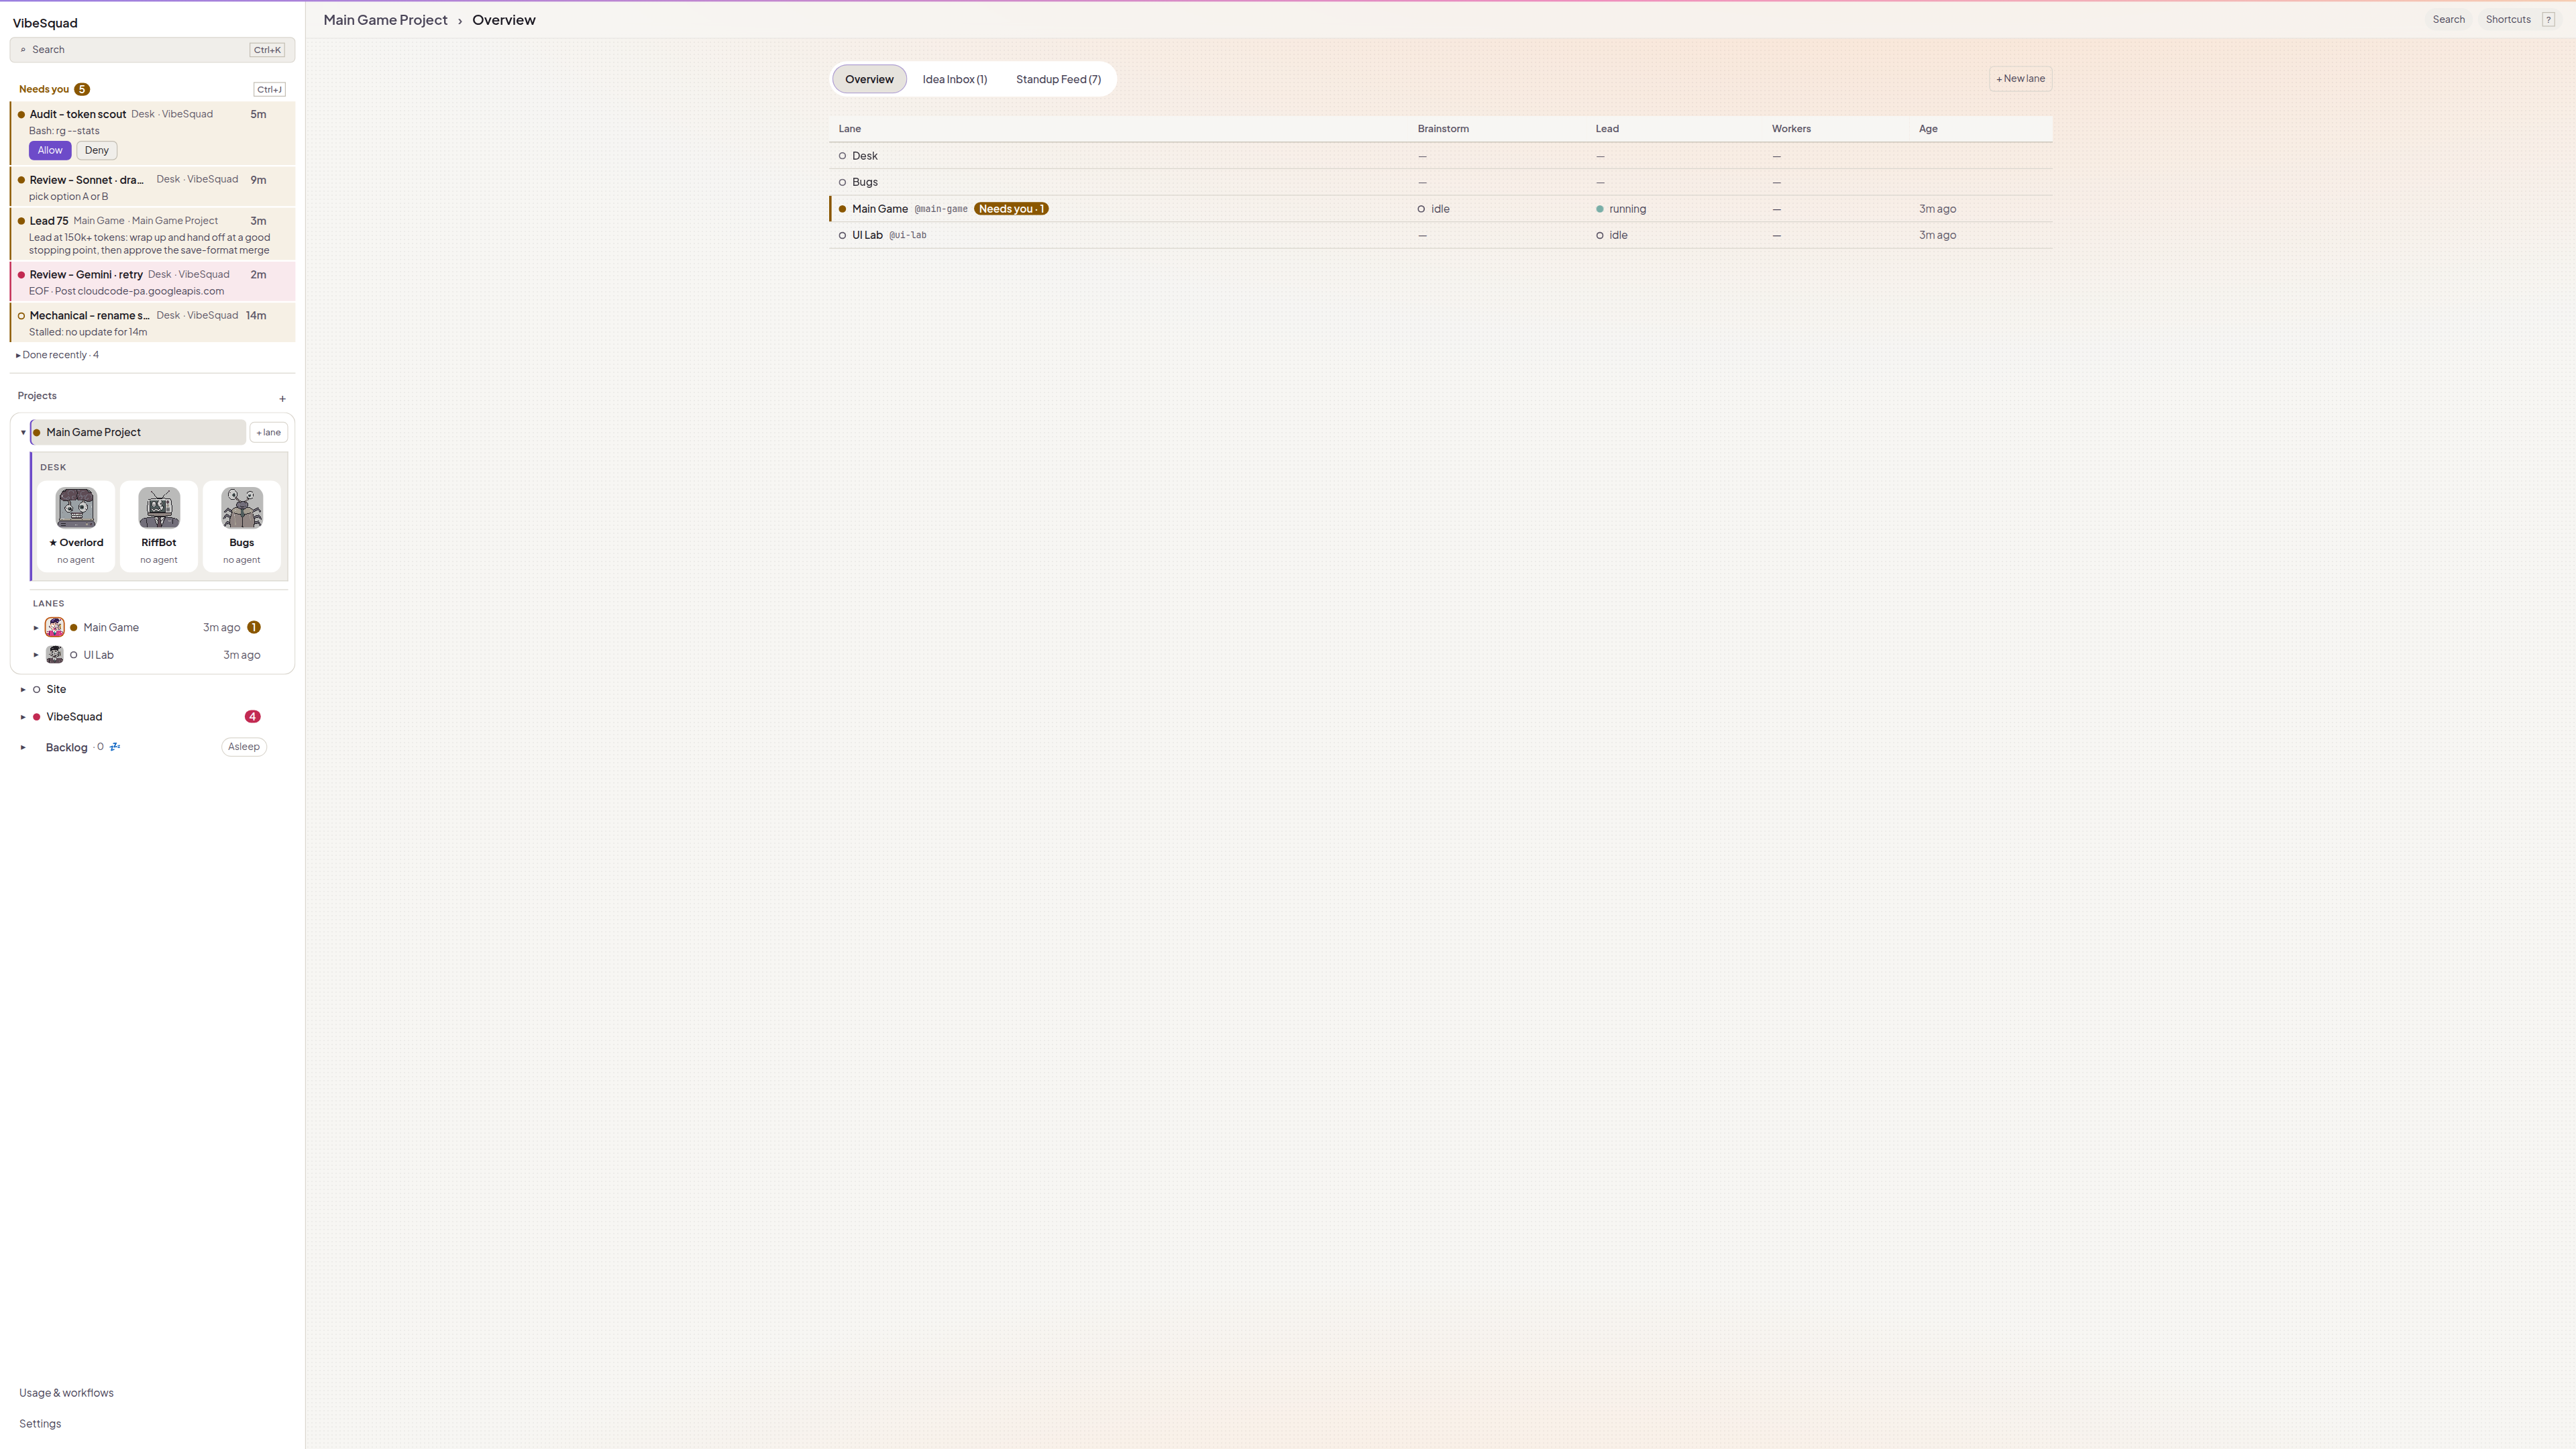 VibeSquad
Search Ctrl+K
Needs you 5 Ctrl+J
Audit – token scout Desk · VibeSquad 5m
Bash: rg --stats
Allow Deny
Review – Sonnet · dra... Desk · VibeSquad 9m
pick option A or B
Lead 75 Main Game · Main Game Project 3m
Lead at 150k+ tokens: wrap up and hand off at a good
stopping point, then approve the save-format merge
Review – Gemini · retry Desk · VibeSquad 2m
EOF · Post cloudcode-pa.googleapis.com
Mechanical – rename s... Desk · VibeSquad 14m
Stalled: no update for 14m
▸ Done recently · 4
Projects +
Main Game Project + lane
DESK
★ Overlord RiffBot Bugs
no agent no agent no agent
LANES
Main Game 3m ago 1
UI Lab 3m ago
Site
VibeSquad 4
Backlog · 0 💤 Asleep
Usage & workflows
Settings
Main Game Project › Overview Search Shortcuts ?
Overview Idea Inbox (1) Standup Feed (7) + New lane
Lane Brainstorm Lead Workers Age
Desk — — —
Bugs — — —
Main Game @main-game Needs you · 1 idle running — 3m ago
UI Lab @ui-lab — idle — 3m ago